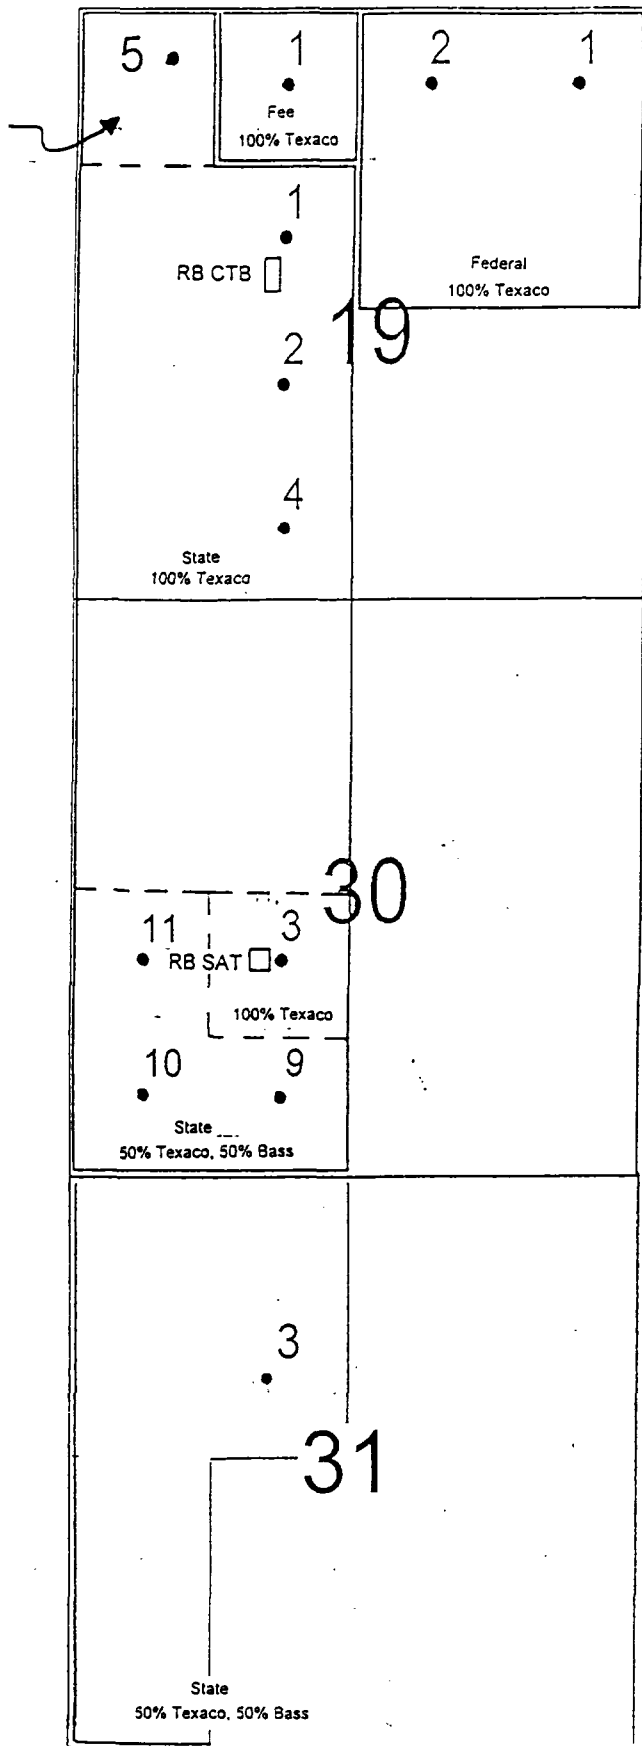 5
1
2
1
Fee
100% Texaco
1
RB CTB
Federal
100% Texaco
19
2
4
State
100% Texaco
30
11
3
RB SAT
100% Texaco
10
9
State
50% Texaco, 50% Bass
3
31
State
50% Texaco, 50% Bass